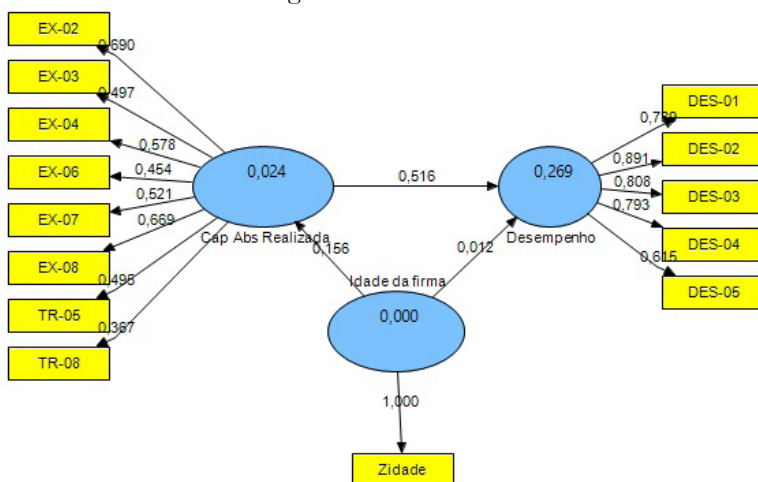 EX-02
0,690
EX-03
0,497
EX-04
0,578
EX-06
0,454
EX-07
0,521
EX-08
0,669
TR-05
0,495
TR-08
0,367
0,024
Cap Abs Realizada
0,516
0,156
0,012
0,269
Desempenho
DES-01
DES-02
0,891
DES-03
0,808
DES-04
0,793
DES-05
0,615
Idade da firma
0,000
1,000
Zidade